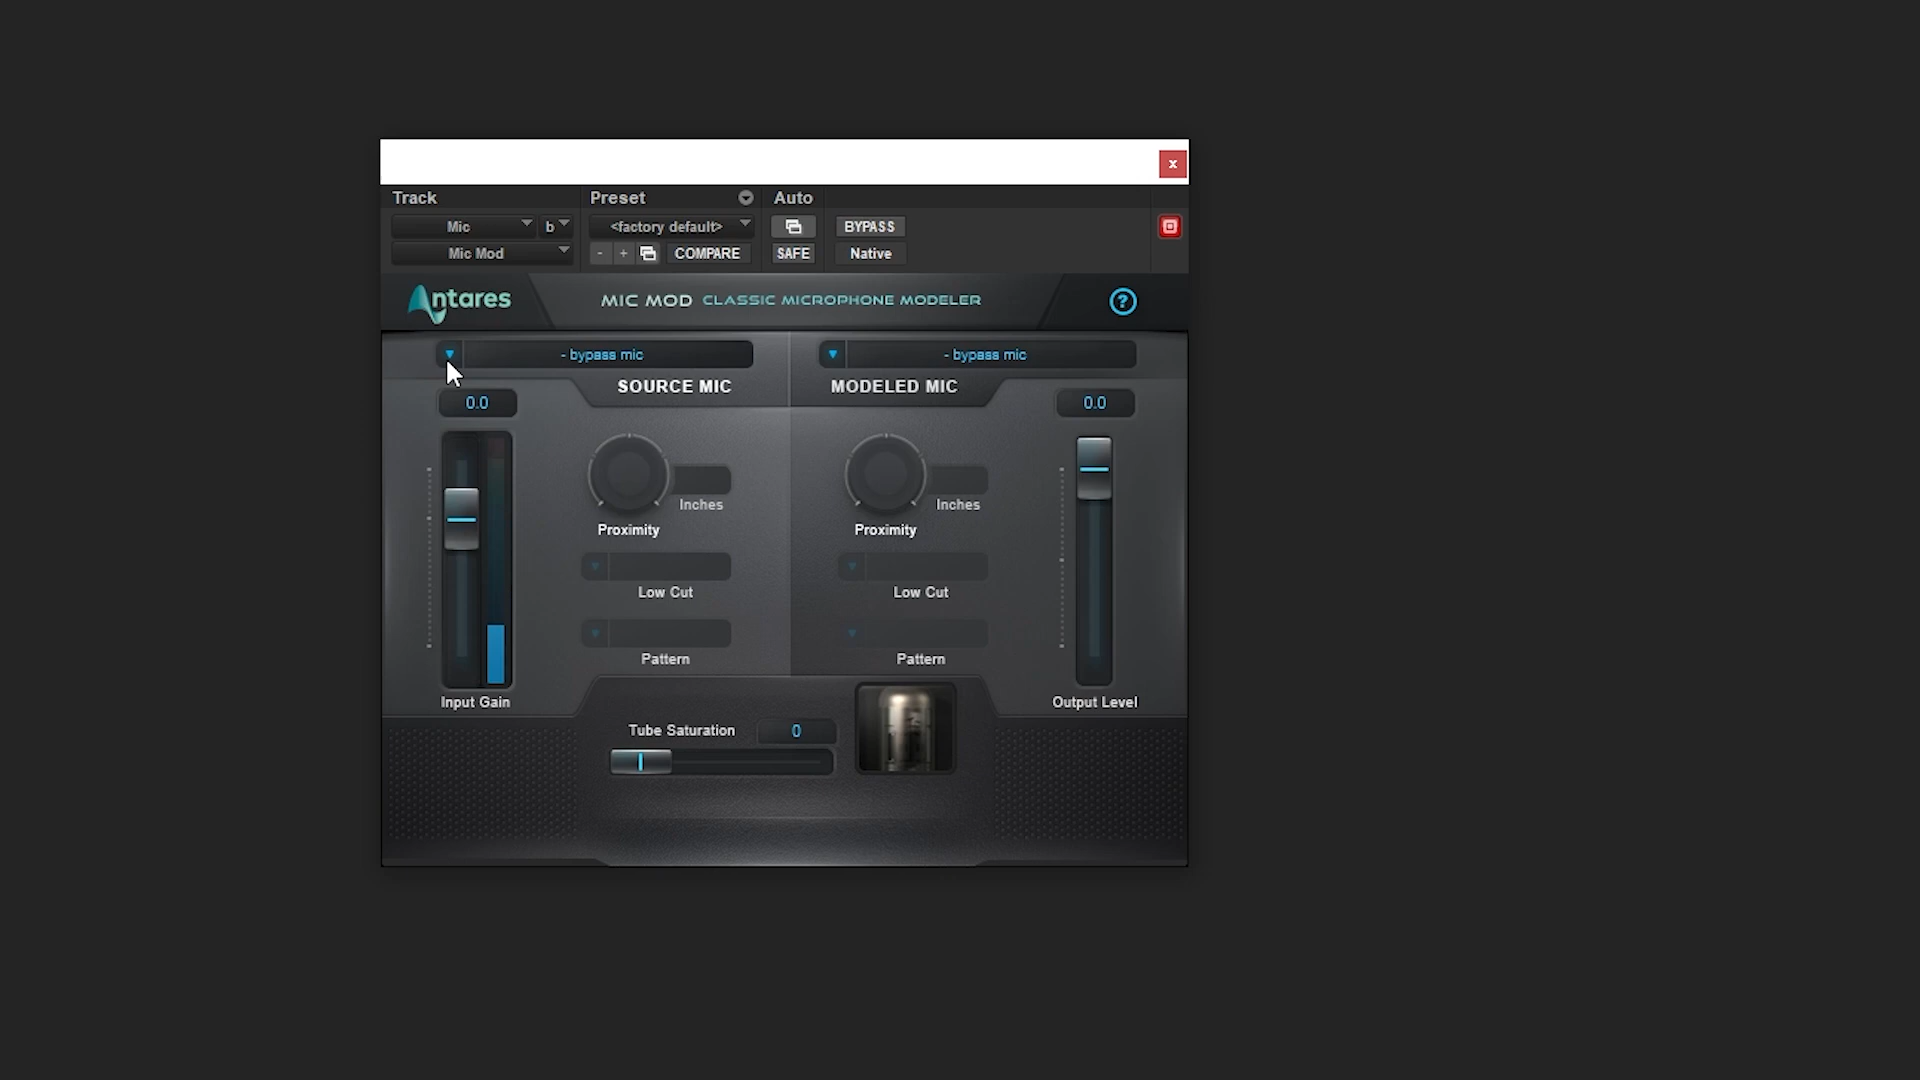 x
Track
Preset
Auto
Mic
b
<factory default>
BYPASS
Mic Mod
- + COMPARE
SAFE
Native
Antares
MIC MOD CLASSIC MICROPHONE MODELER
?
- bypass mic
- bypass mic
SOURCE MIC
MODELED MIC
0.0
0.0
Inches
Inches
Proximity
Proximity
Low Cut
Low Cut
Pattern
Pattern
Input Gain
Output Level
Tube Saturation
0